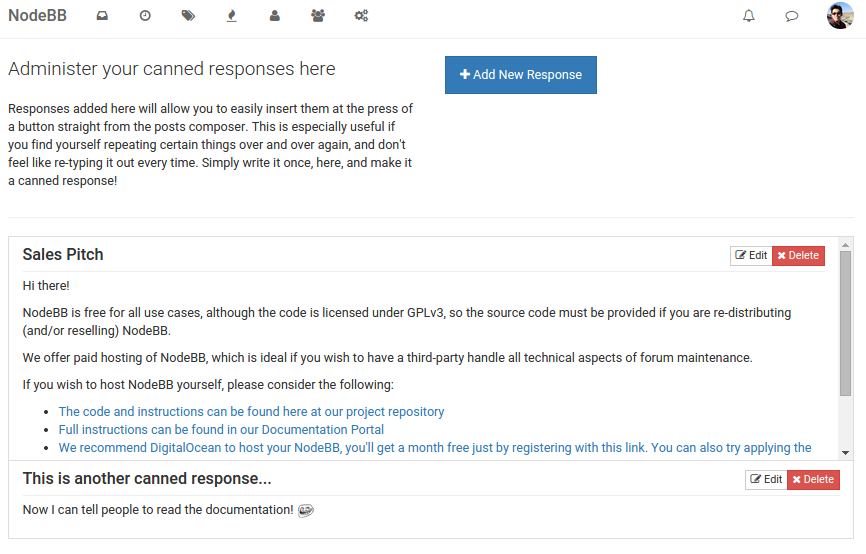 NodeBB
Administer your canned responses here
Add New Response
Responses added here will allow you to easily insert them at the press of
a button straight from the posts composer. This is especially useful if
you find yourself repeating certain things over and over again, and don't
feel like re-typing it out every time. Simply write it once, here, and make it
a canned response!
Sales Pitch
Edit
Delete
Hi there!
NodeBB is free for all use cases, although the code is licensed under GPLv3, so the source code must be provided if you are re-distributing
(and/or reselling) NodeBB.
We offer paid hosting of NodeBB, which is ideal if you wish to have a third-party handle all technical aspects of forum maintenance.
If you wish to host NodeBB yourself, please consider the following:
• The code and instructions can be found here at our project repository
• Full instructions can be found in our Documentation Portal
• We recommend DigitalOcean to host your NodeBB, you'll get a month free just by registering with this link. You can also try applying the
This is another canned response...
Edit
Delete
Now I can tell people to read the documentation!